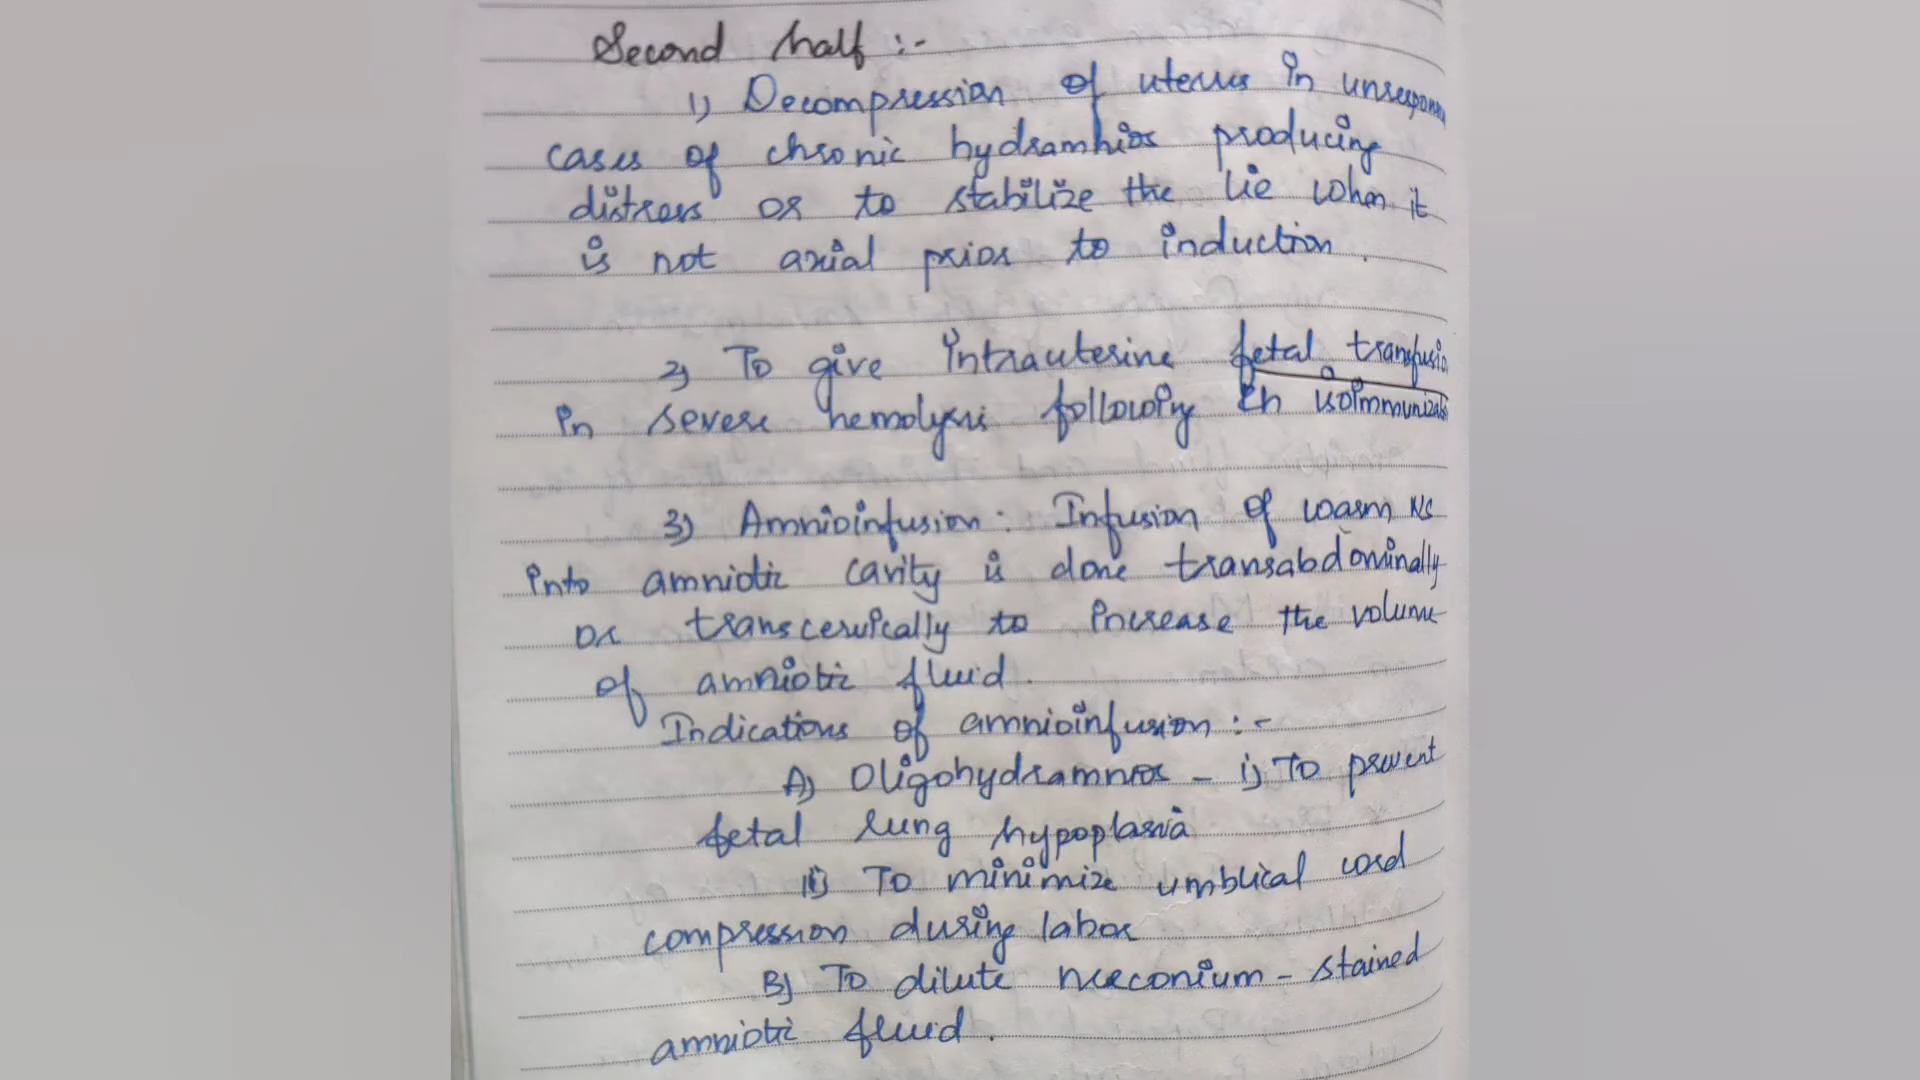 Second half :-
1) Decompression of uterus in
cases of chronic hydramnios producing
distress or to stabilize the lie when it
is not axial prior to induction.
2) To give intrauterine fetal
in severe hemolysis following Rh
3) Amnioinfusion : Infusion of warm NS
into amniotic cavity is done transabdominally
or transcervically to increase the volume
of amniotic fluid.
Indications of amnioinfusion :-
A) Oligohydramnios - i) To prevent
fetal lung hypoplasia
ii) To minimize umblical cord
compression during labor
B) To dilute meconium - stained
amniotic fluid.